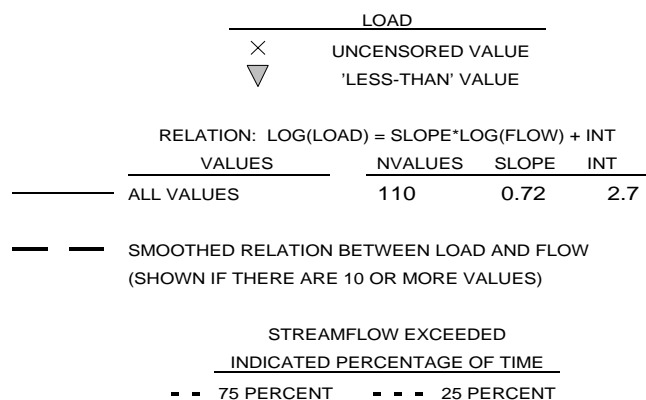 LOAD
UNCENSORED VALUE
'LESS-THAN' VALUE
RELATION: LOG(LOAD) = SLOPE*LOG(FLOW) + INT
VALUES NVALUES SLOPE INT
ALL VALUES 110 0.72 2.7
SMOOTHED RELATION BETWEEN LOAD AND FLOW
(SHOWN IF THERE ARE 10 OR MORE VALUES)
STREAMFLOW EXCEEDED
INDICATED PERCENTAGE OF TIME
75 PERCENT 25 PERCENT